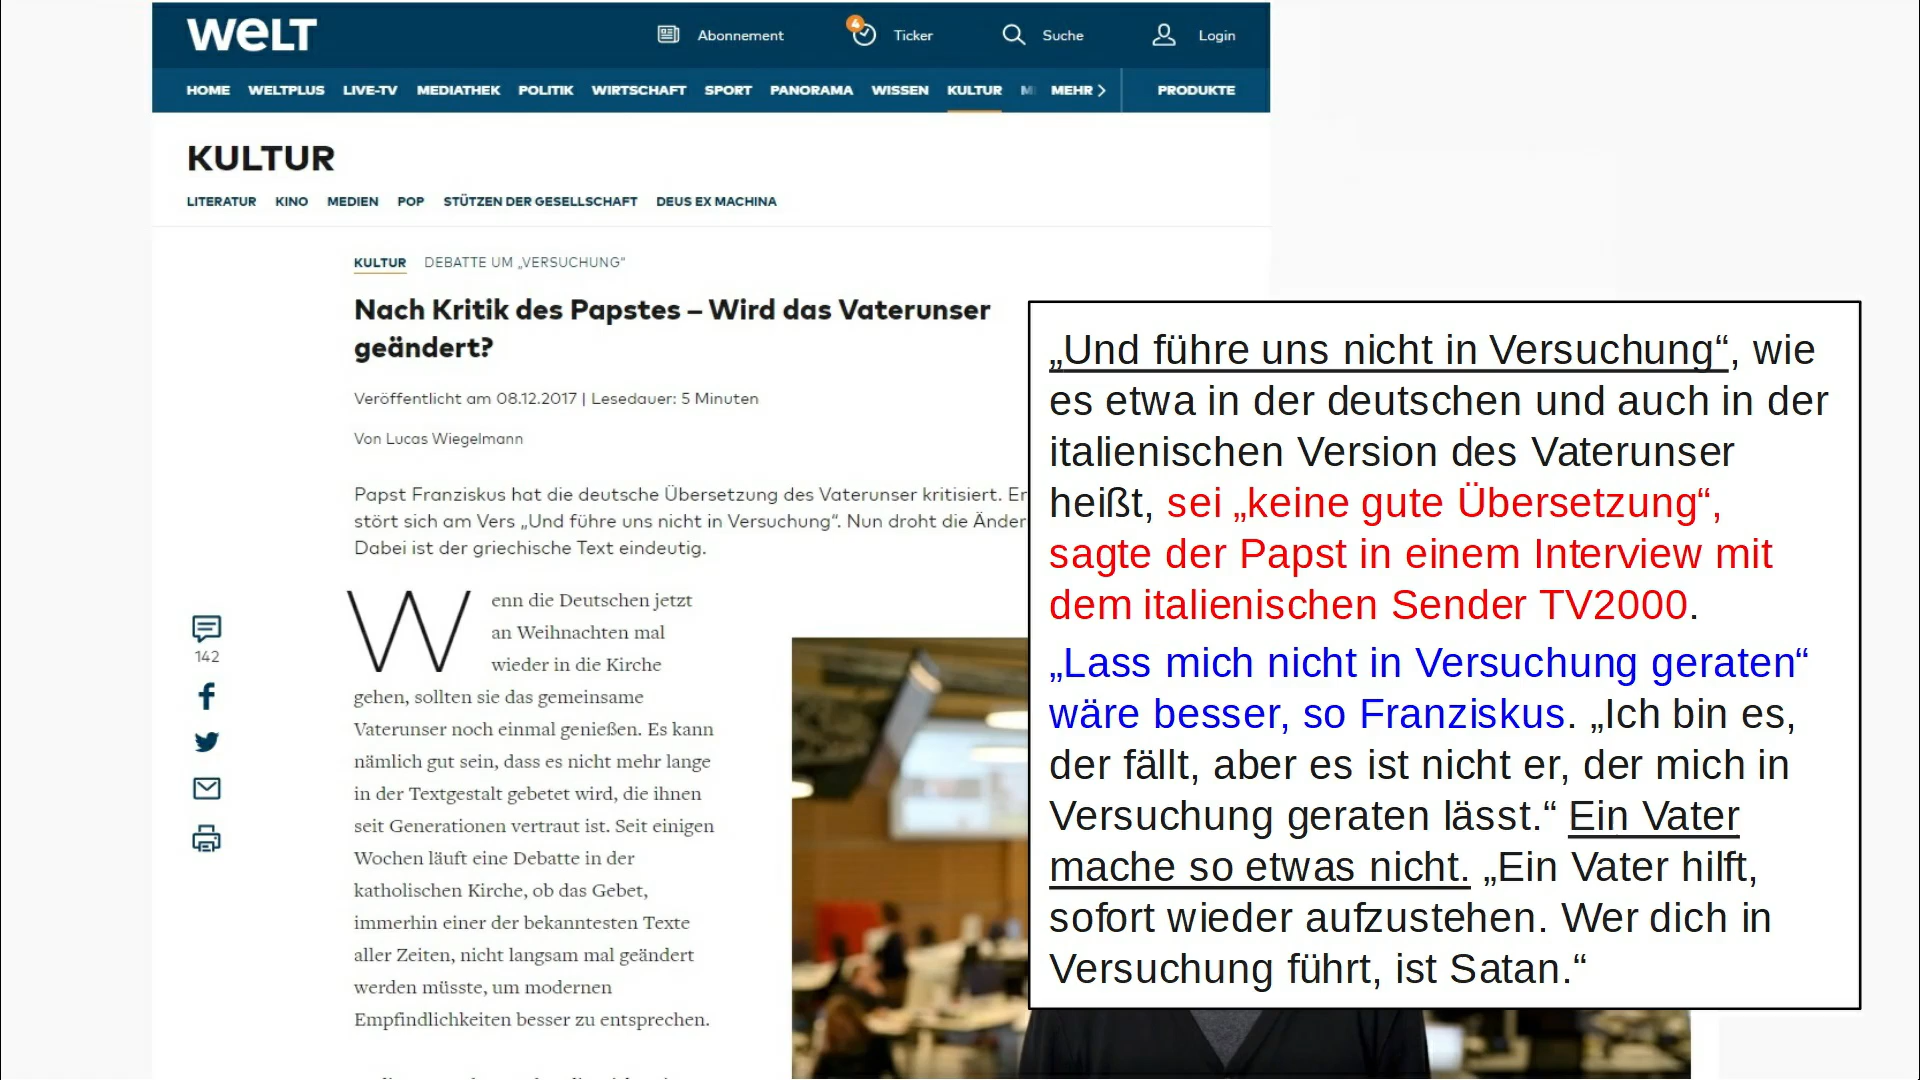 WELT
Abonnement
4
Ticker
Suche
Login
HOME WELTPLUS LIVE-TV MEDIATHEK POLITIK WIRTSCHAFT SPORT PANORAMA WISSEN KULTUR MEHR PRODUKTE
KULTUR
LITERATUR KINO MEDIEN POP STÜTZEN DER GESELLSCHAFT DEUS EX MACHINA
KULTUR DEBATTE UM „VERSUCHUNG“
Nach Kritik des Papstes – Wird das Vaterunser
geändert?
Veröffentlicht am 08.12.2017 | Lesedauer: 5 Minuten
Von Lucas Wiegelmann
Papst Franziskus hat die deutsche Übersetzung des Vaterunser kritisiert. Er
stört sich am Vers „Und führe uns nicht in Versuchung“. Nun droht die Änder
Dabei ist der griechische Text eindeutig.
Wenn die Deutschen jetzt
an Weihnachten mal
wieder in die Kirche
gehen, sollten sie das gemeinsame
Vaterunser noch einmal genießen. Es kann
nämlich gut sein, dass es nicht mehr lange
in der Textgestalt gebetet wird, die ihnen
seit Generationen vertraut ist. Seit einigen
Wochen läuft eine Debatte in der
katholischen Kirche, ob das Gebet,
immerhin einer der bekanntesten Texte
aller Zeiten, nicht langsam mal geändert
werden müsste, um modernen
Empfindlichkeiten besser zu entsprechen.
142
„Und führe uns nicht in Versuchung“, wie
es etwa in der deutschen und auch in der
italienischen Version des Vaterunser
heißt, sei „keine gute Übersetzung“,
sagte der Papst in einem Interview mit
dem italienischen Sender TV2000.
„Lass mich nicht in Versuchung geraten“
wäre besser, so Franziskus. „Ich bin es,
der fällt, aber es ist nicht er, der mich in
Versuchung geraten lässt.“ Ein Vater
mache so etwas nicht. „Ein Vater hilft,
sofort wieder aufzustehen. Wer dich in
Versuchung führt, ist Satan.“